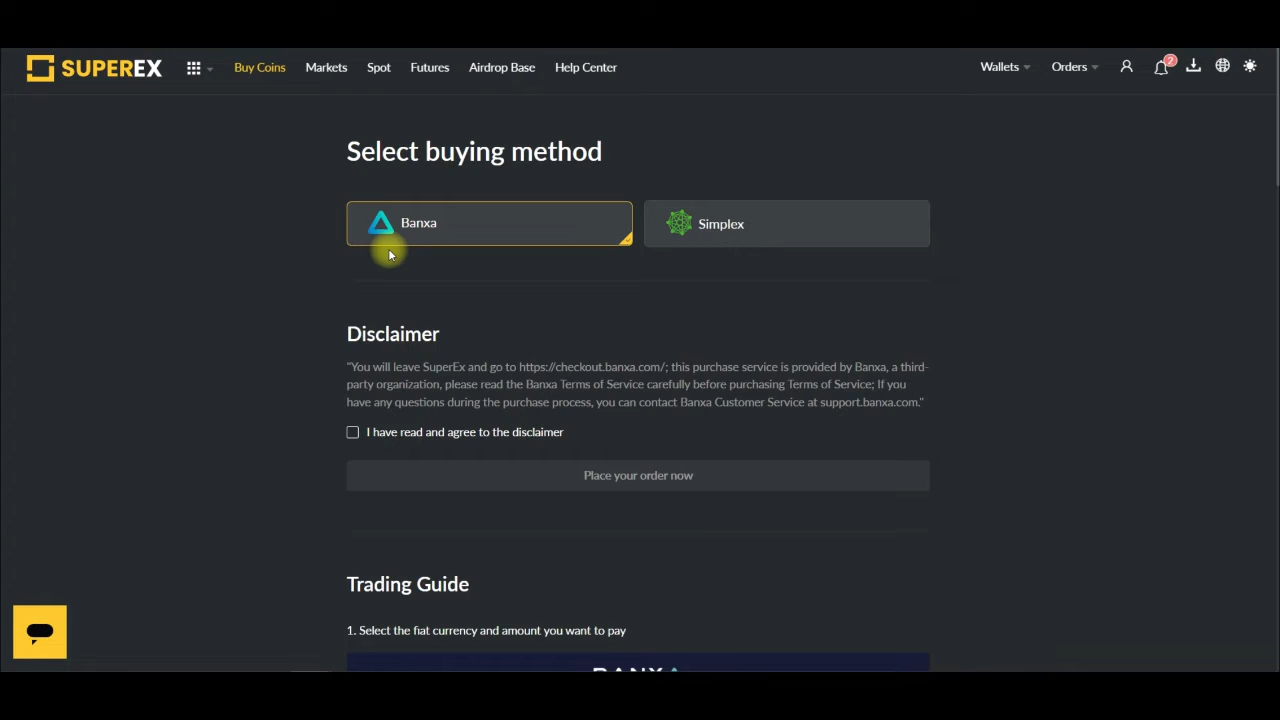 SUPEREX
Buy Coins
Markets
Spot
Futures
Airdrop Base
Help Center
Wallets
Orders
2
Select buying method
Banxa
Simplex
Disclaimer
"You will leave SuperEx and go to https://checkout.banxa.com/; this purchase service is provided by Banxa, a third-
party organization, please read the Banxa Terms of Service carefully before purchasing Terms of Service; If you
have any questions during the purchase process, you can contact Banxa Customer Service at support.banxa.com."
I have read and agree to the disclaimer
Place your order now
Trading Guide
1. Select the fiat currency and amount you want to pay
BANXA